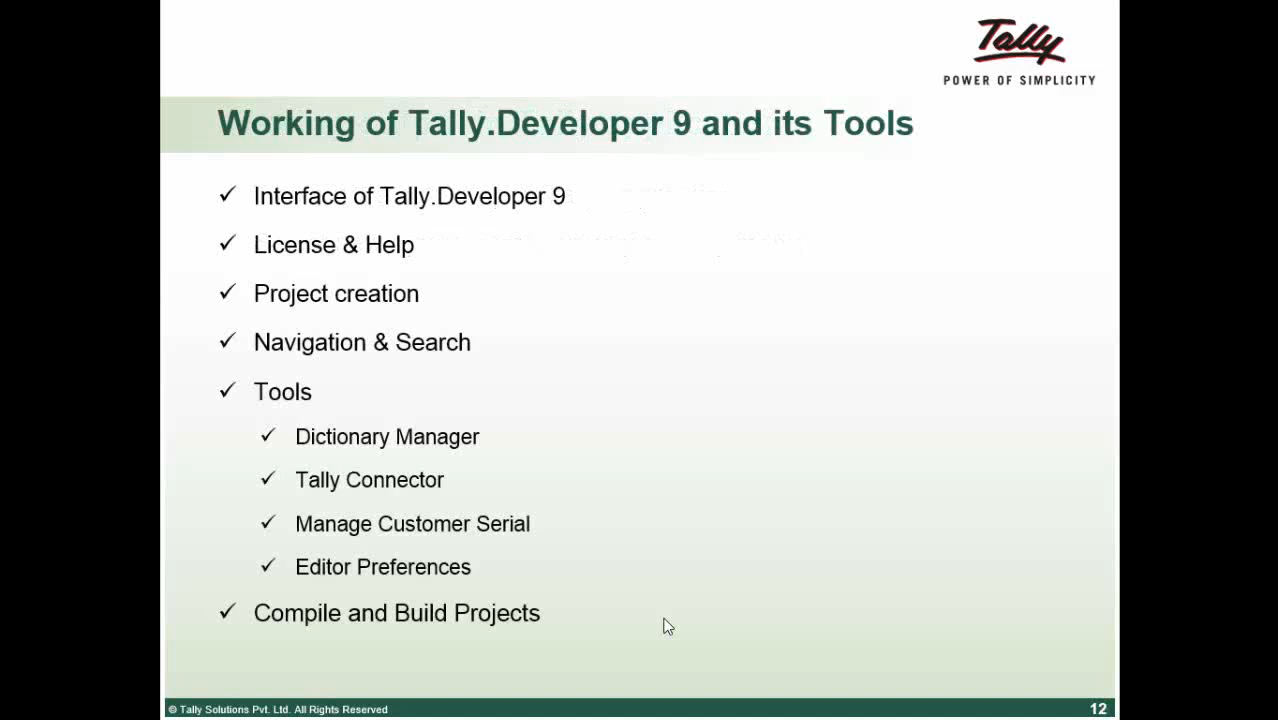 Tally
POWER OF SIMPLICITY
Working of Tally.Developer 9 and its Tools
Interface of Tally.Developer 9
License & Help
Project creation
Navigation & Search
Tools
Dictionary Manager
Tally Connector
Manage Customer Serial
Editor Preferences
Compile and Build Projects
© Tally Solutions Pvt. Ltd. All Rights Reserved
12